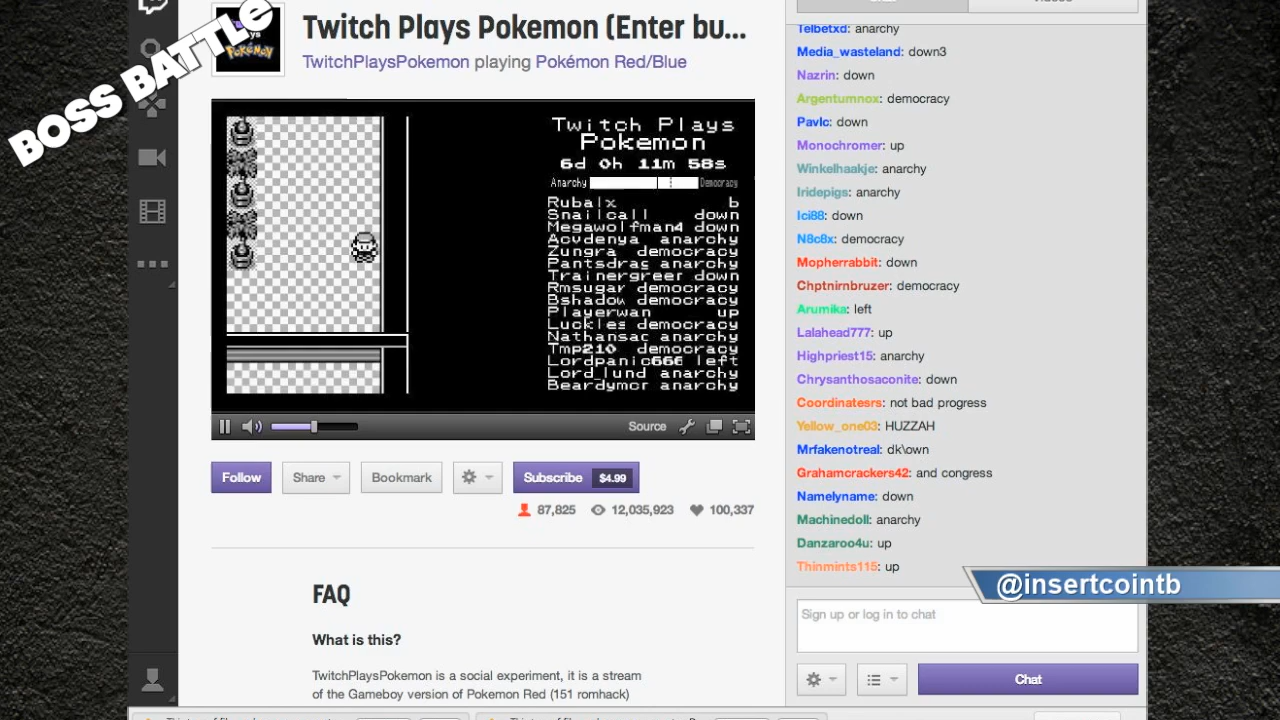 BOSS BATTLE
Twitch Plays Pokemon (Enter bu...
TwitchPlaysPokemon playing Pokémon Red/Blue
Twitch Plays
Pokemon
6d 0h 11m 58s
Anarchy Democracy
Rubalx b
Snailcall down
Megawolfman4 down
Acvdenya anarchy
Zungra democracy
Pantsdrag anarchy
Trainergreer down
Rmsugar democracy
Bshadow democracy
Playerwan up
Luckles democracy
Nathansac anarchy
Tmp210 democracy
Lordpanic666 left
Lord_lund anarchy
Beardymcr anarchy
Source
Follow
Share
Bookmark
Subscribe $4.99
87,825 12,035,923 100,337
FAQ
What is this?
TwitchPlaysPokemon is a social experiment, it is a stream
of the Gameboy version of Pokemon Red (151 romhack)
Telbetxd: anarchy
Media_wasteland: down3
Nazrin: down
Argentumnox: democracy
Pavlc: down
Monochromer: up
Winkelhaakje: anarchy
Iridepigs: anarchy
Ici88: down
N8c8x: democracy
Mopherrabbit: down
Chptnirnbruzer: democracy
Arumika: left
Lalahead777: up
Highpriest15: anarchy
Chrysanthosaconite: down
Coordinatesrs: not bad progress
Yellow_one03: HUZZAH
Mrfakenotreal: dk\own
Grahamcrackers42: and congress
Namelyname: down
Machinedoll: anarchy
Danzaroo4u: up
Thinmints115: up
@insertcointb
Sign up or log in to chat
Chat